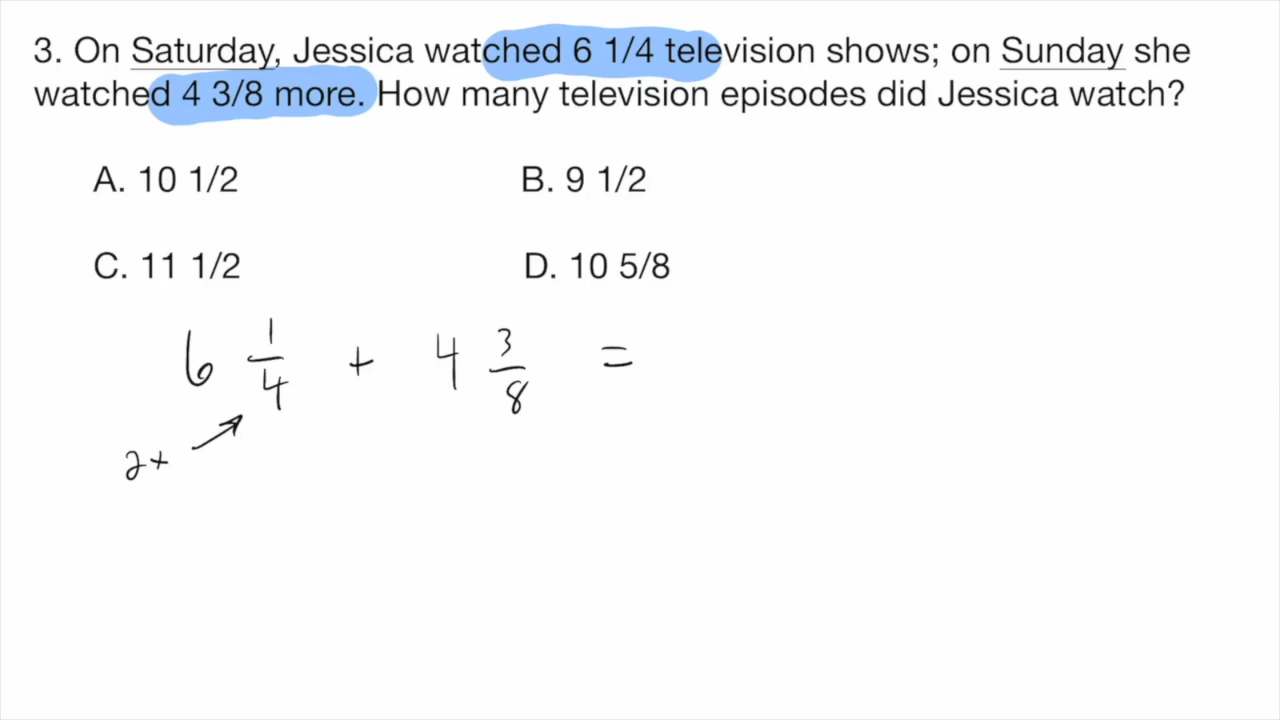 3. On Saturday, Jessica watched 6 1/4 television shows; on Sunday she
watched 4 3/8 more. How many television episodes did Jessica watch?
A. 10 1/2 B. 9 1/2
C. 11 1/2 D. 10 5/8
6 1/4 + 4 3/8 =
2x